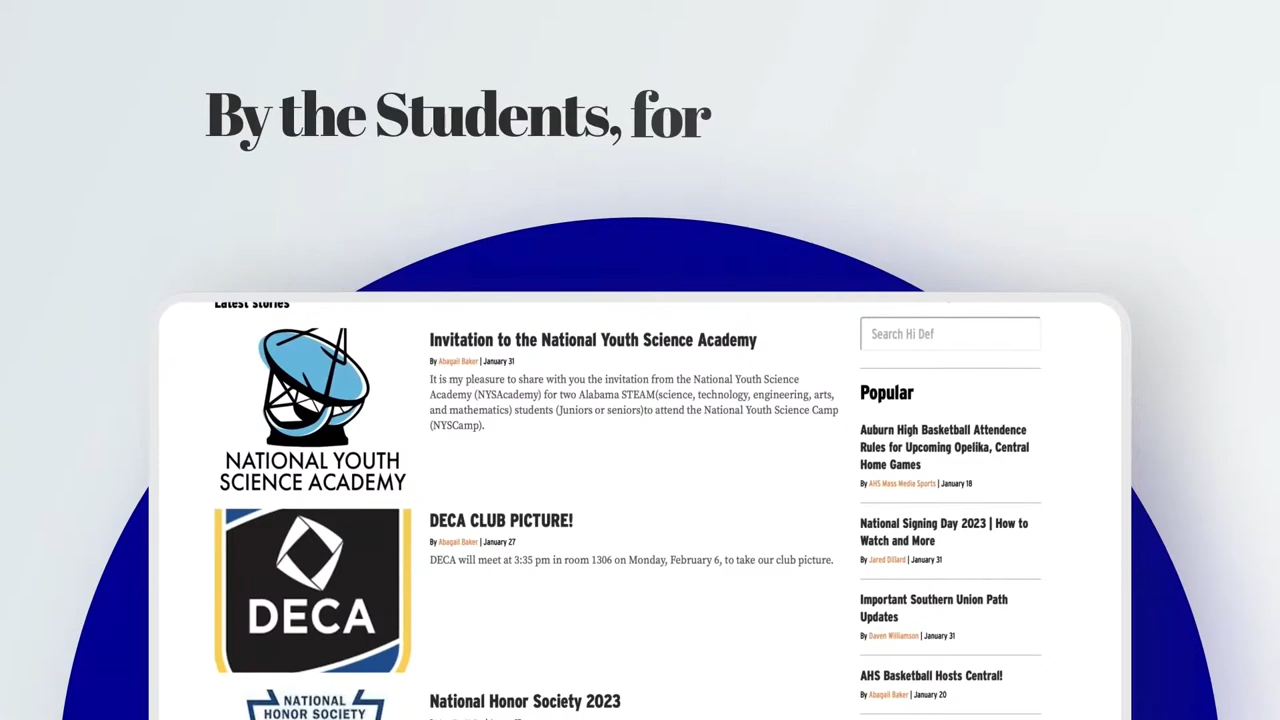 By the Students, for
Latest Stories
NATIONAL YOUTH
SCIENCE ACADEMY
Invitation to the National Youth Science Academy
By Abagail Baker | January 31
It is my pleasure to share with you the invitation from the National Youth Science
Academy (NYSAcademy) for two Alabama STEAM(science, technology, engineering, arts,
and mathematics) students (Juniors or seniors)to attend the National Youth Science Camp
(NYSCamp).
DECA
DECA CLUB PICTURE!
By Abagail Baker | January 27
DECA will meet at 3:35 pm in room 1306 on Monday, February 6, to take our club picture.
NATIONAL
HONOR SOCIETY
National Honor Society 2023
Search Hi Def
Popular
Auburn High Basketball Attendence
Rules for Upcoming Opelika, Central
Home Games
By AHS Mass Media Sports | January 18
National Signing Day 2023 | How to
Watch and More
By Jared Dillard | January 31
Important Southern Union Path
Updates
By Daven Williamson | January 31
AHS Basketball Hosts Central!
By Abagail Baker | January 20